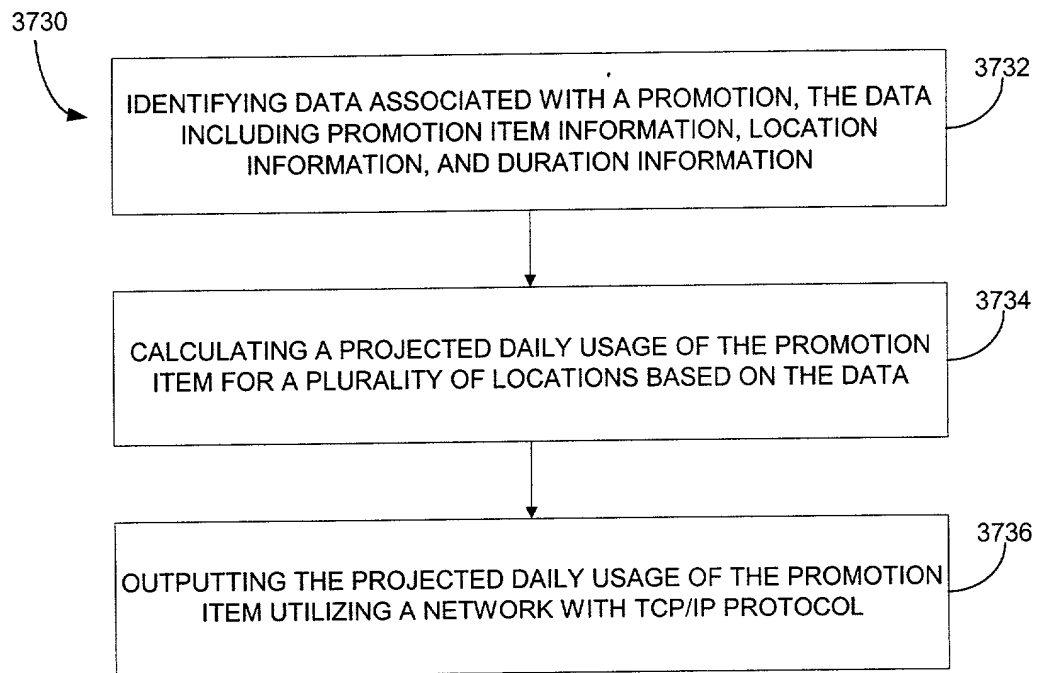 3730
3732
IDENTIFYING DATA ASSOCIATED WITH A PROMOTION, THE DATA
INCLUDING PROMOTION ITEM INFORMATION, LOCATION
INFORMATION, AND DURATION INFORMATION
3734
CALCULATING A PROJECTED DAILY USAGE OF THE PROMOTION
ITEM FOR A PLURALITY OF LOCATIONS BASED ON THE DATA
3736
OUTPUTTING THE PROJECTED DAILY USAGE OF THE PROMOTION
ITEM UTILIZING A NETWORK WITH TCP/IP PROTOCOL